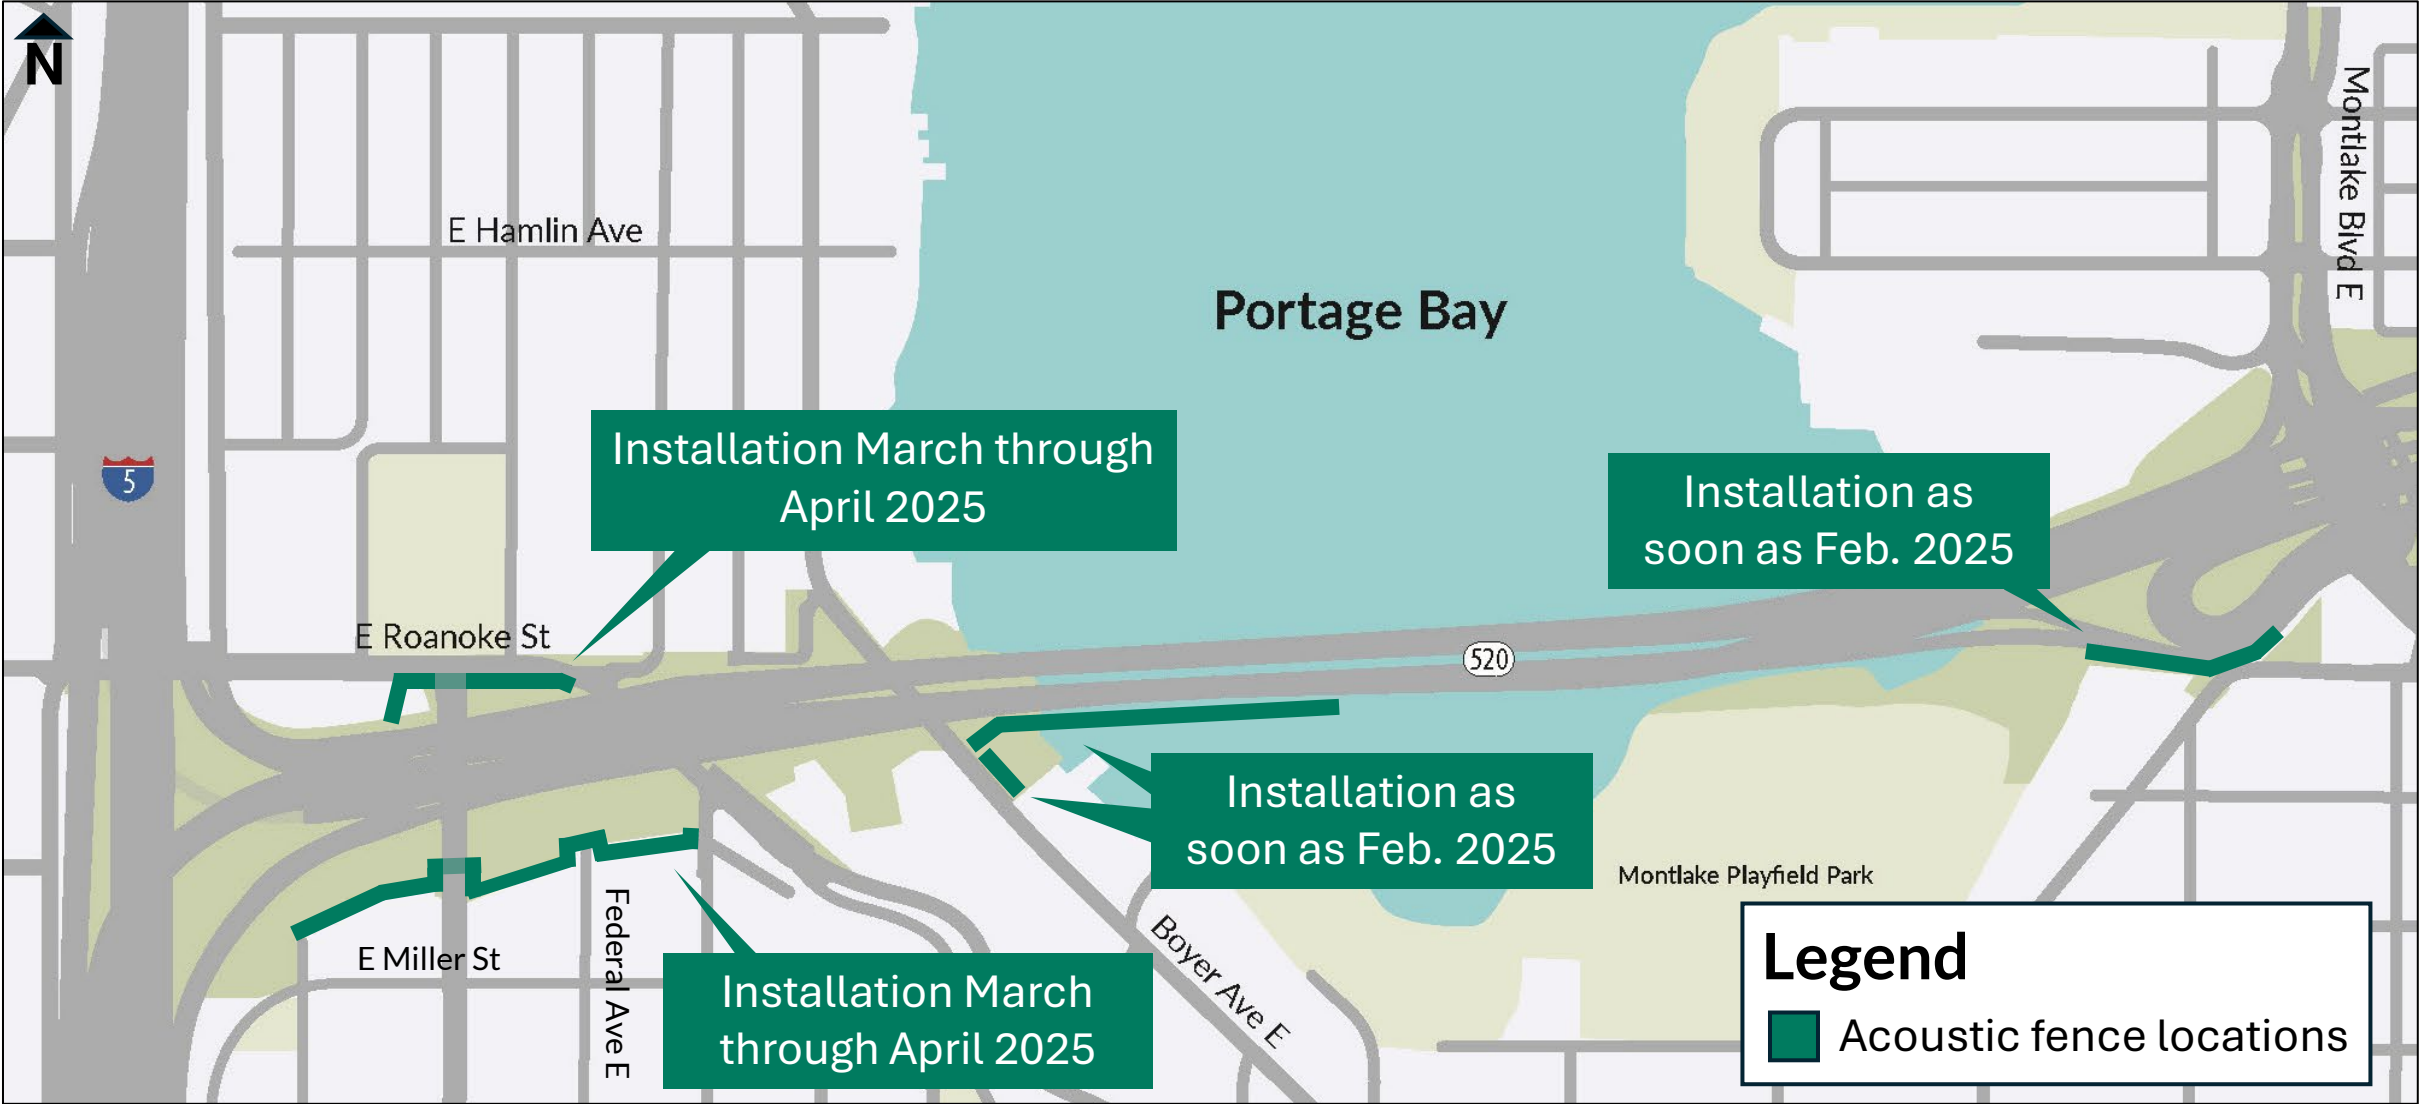 N
Montlake Blvd E
E Hamlin Ave
Portage Bay
Installation March through
April 2025
5
Installation as
soon as Feb. 2025
E Roanoke St
520
Installation as
soon as Feb. 2025
Montlake Playfield Park
Federal Ave E
Boyer Ave E
E Miller St
Installation March
through April 2025
Legend
Acoustic fence locations